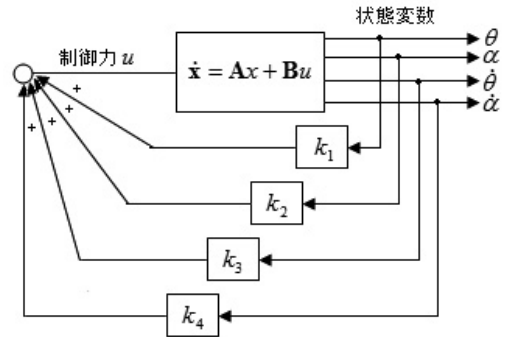 状態変数
制御力 u
ẋ = Ax + Bu
θ
α
θ̇
α̇
+
+
+
+
k₁
k₂
k₃
k₄